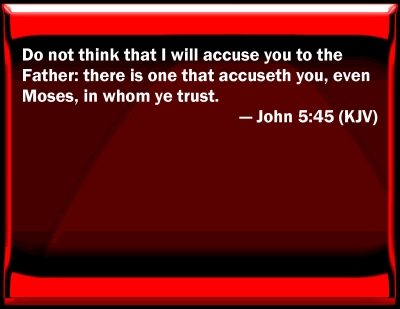 Do not think that I will accuse you to the
Father: there is one that accuseth you, even
Moses, in whom ye trust.
— John 5:45 (KJV)